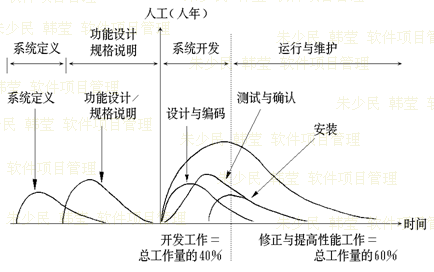 人工(人年)
系统定义
功能设计
规格说明
系统开发
运行与维护
系统定义
功能设计/
规格说明
设计与编码
测试与确认
安装
时间
开发工作=
总工作量的40%
修正与提高性能工作=
总工作量的60%
朱少民 韩莹 软件项目管理